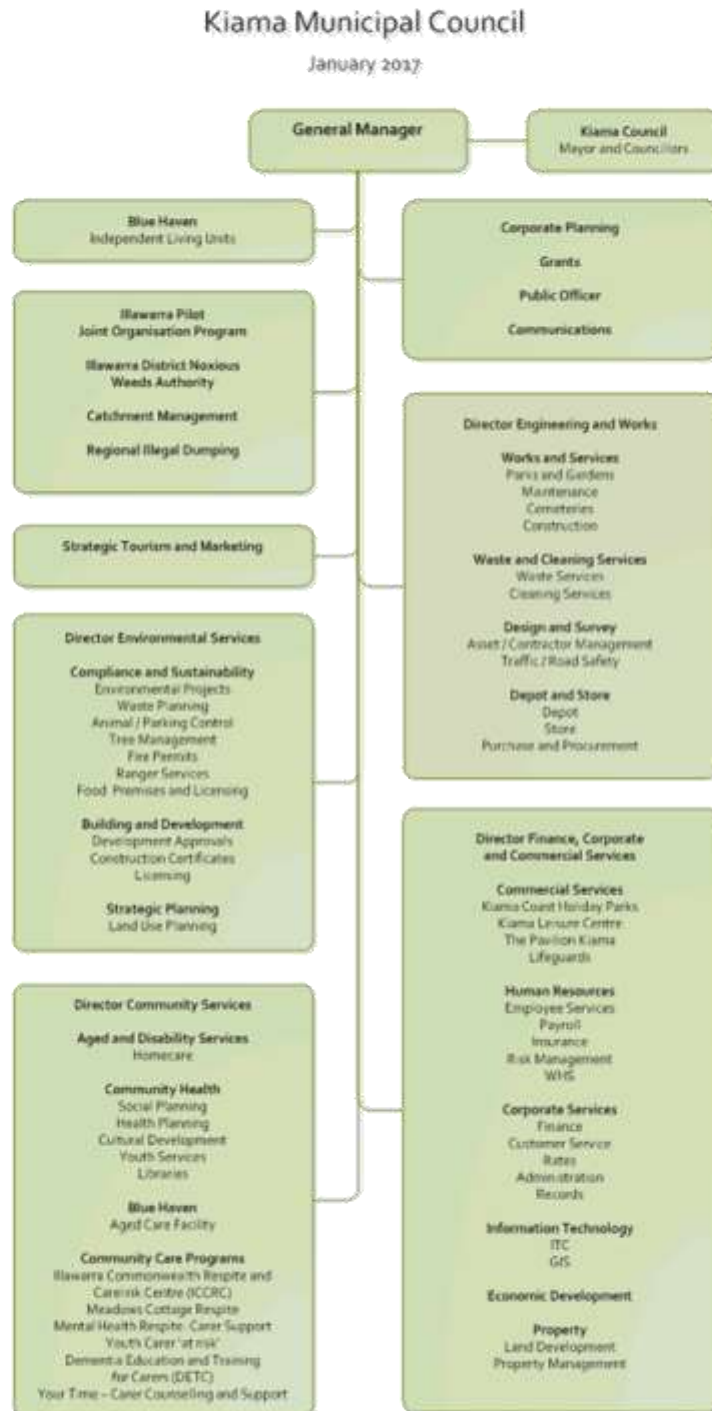 Kiama Municipal Council
January 2017
General Manager
Kiama Council
Mayor and Councillors
Blue Haven
Independent Living Units
Corporate Planning
Grants
Public Officer
Communications
Illawarra Pilot
Joint Organisation Program
Illawarra District Noxious
Weeds Authority
Catchment Management
Regional Illegal Dumping
Director Engineering and Works
Works and Services
Parks and Gardens
Maintenance
Cemeteries
Construction
Waste and Cleaning Services
Waste Services
Cleaning Services
Design and Survey
Asset / Contractor Management
Traffic / Road Safety
Depot and Store
Depot
Store
Purchase and Procurement
Strategic Tourism and Marketing
Director Environmental Services
Compliance and Sustainability
Environmental Projects
Waste Planning
Animal / Parking Control
Tree Management
Fire Permits
Ranger Services
Food Premises and Licensing
Building and Development
Development Approvals
Construction Certificates
Licensing
Strategic Planning
Land Use Planning
Director Finance, Corporate
and Commercial Services
Commercial Services
Kiama Coast Holiday Parks
Kiama Leisure Centre
The Pavilion Kiama
Lifeguards
Human Resources
Employee Services
Payroll
Insurance
Risk Management
WHS
Corporate Services
Finance
Customer Service
Rates
Administration
Records
Information Technology
ITC
GIS
Economic Development
Property
Land Development
Property Management
Director Community Services
Aged and Disability Services
Homecare
Community Health
Social Planning
Health Planning
Cultural Development
Youth Services
Libraries
Blue Haven
Aged Care Facility
Community Care Programs
Illawarra Commonwealth Respite and
Centre (ICCRC)
Meadows Cottage Respite
Mental Health Respite- Carer Support
Youth Carer 'at risk'
Dementia Education and Training
for Carers (DETC)
Your Time – Carer Counselling and Support